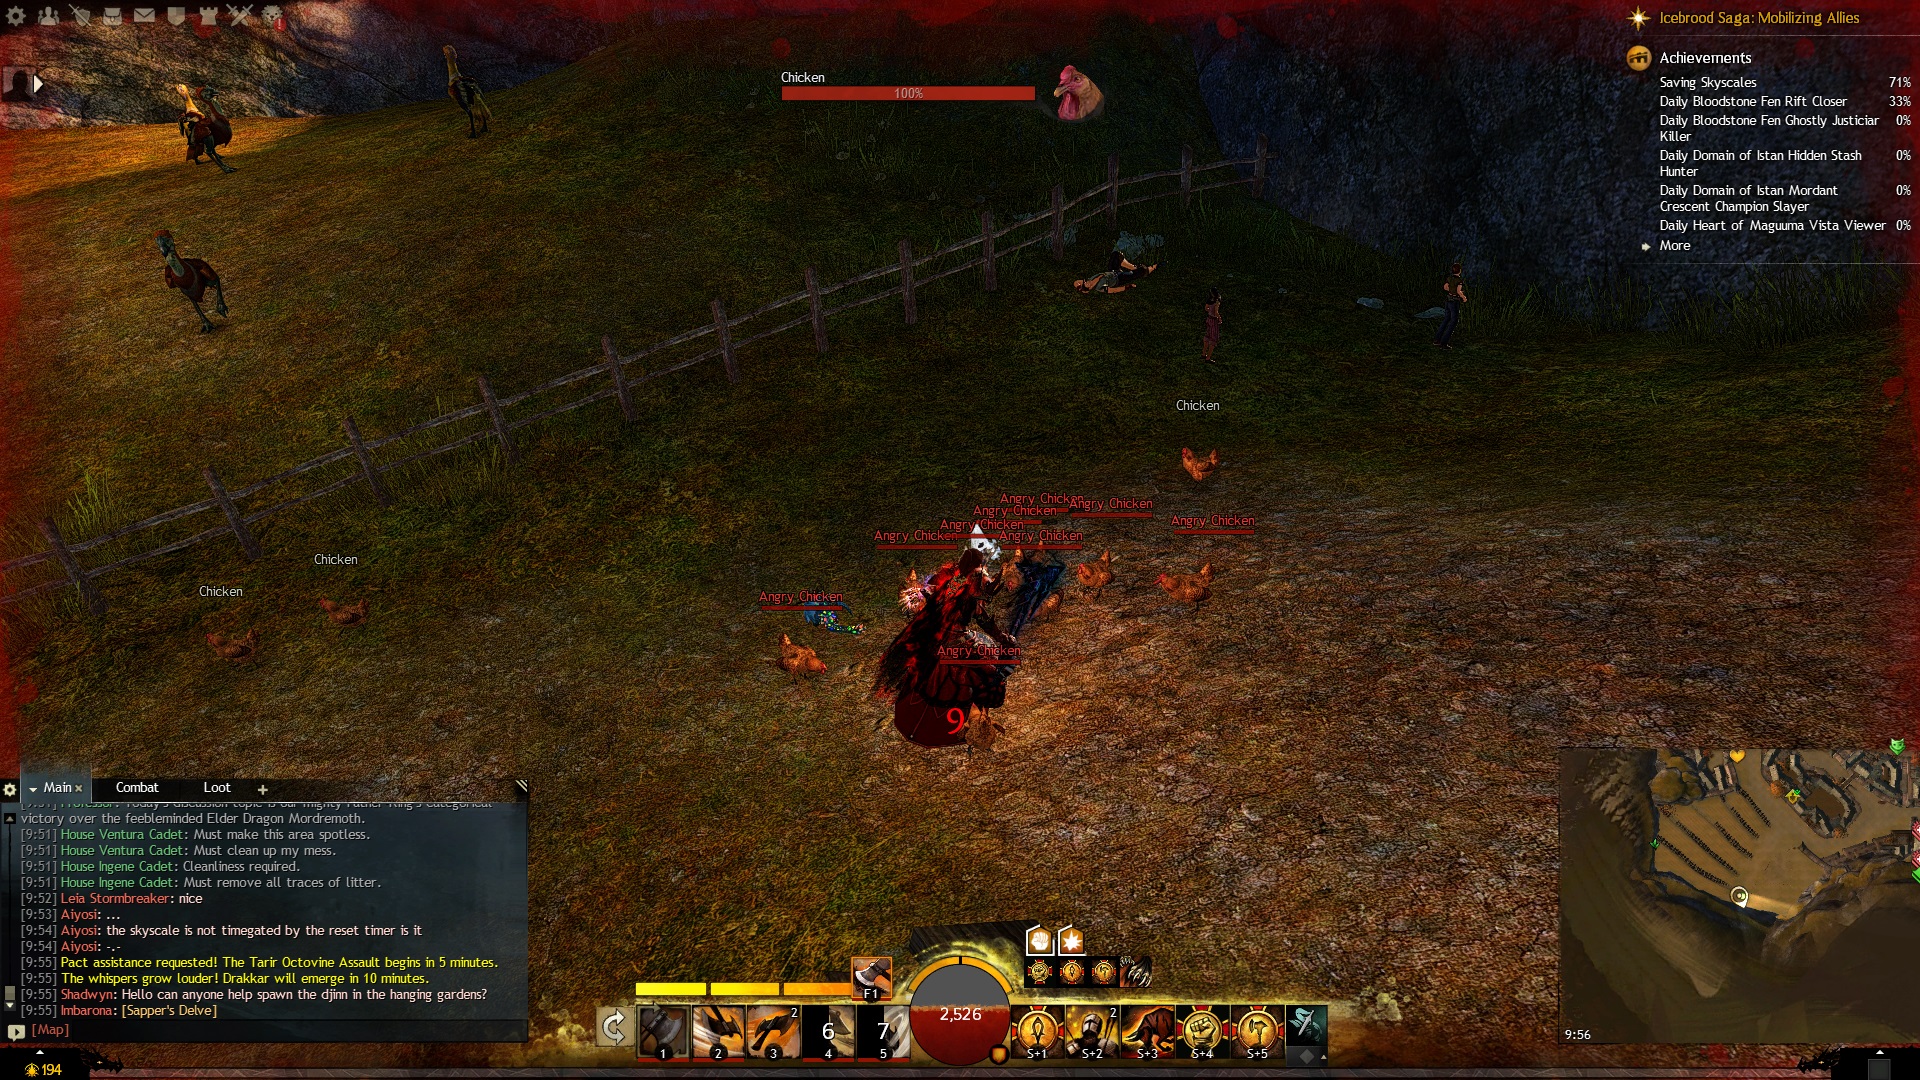 Icebrood Saga: Mobilizing Allies
Achievements
Saving Skyscales 71%
Daily Bloodstone Fen Rift Closer 33%
Daily Bloodstone Fen Ghostly Justiciar 0%
Killer
Daily Domain of Istan Hidden Stash 0%
Hunter
Daily Domain of Istan Mordant 0%
Crescent Champion Slayer
Daily Heart of Maguuma Vista Viewer 0%
More
Chicken
100%
Chicken
Angry Chicken
Angry Chicken
Angry Chicken
Angry Chicken
Angry Chicken
Angry Chicken
Angry Chicken
Chicken
Chicken
Angry Chicken
Angry Chicken
9
Main Combat Loot
victory over the feebleminded Elder Dragon Mordremoth.
[9:51] House Ventura Cadet: Must make this area spotless.
[9:51] House Ventura Cadet: Must clean up my mess.
[9:51] House Ingene Cadet: Cleanliness required.
[9:51] House Ingene Cadet: Must remove all traces of litter.
[9:52] Leia Stormbreaker: nice
[9:53] Aiyosi: ...
[9:54] Aiyosi: the skyscale is not timegated by the reset timer is it
[9:54] Aiyosi: -.-
[9:55] Pact assistance requested! The Tarir Octovine Assault begins in 5 minutes.
[9:55] The whispers grow louder! Drakkar will emerge in 10 minutes.
[9:55] Shadwyn: Hello can anyone help spawn the djinn in the hanging gardens?
[9:55] Imbarona: [Sapper's Delve]
[Map]
194
F1
2 6 7
1 2 3 4 5
2,526
2
S+1 S+2 S+3 S+4 S+5
9:56